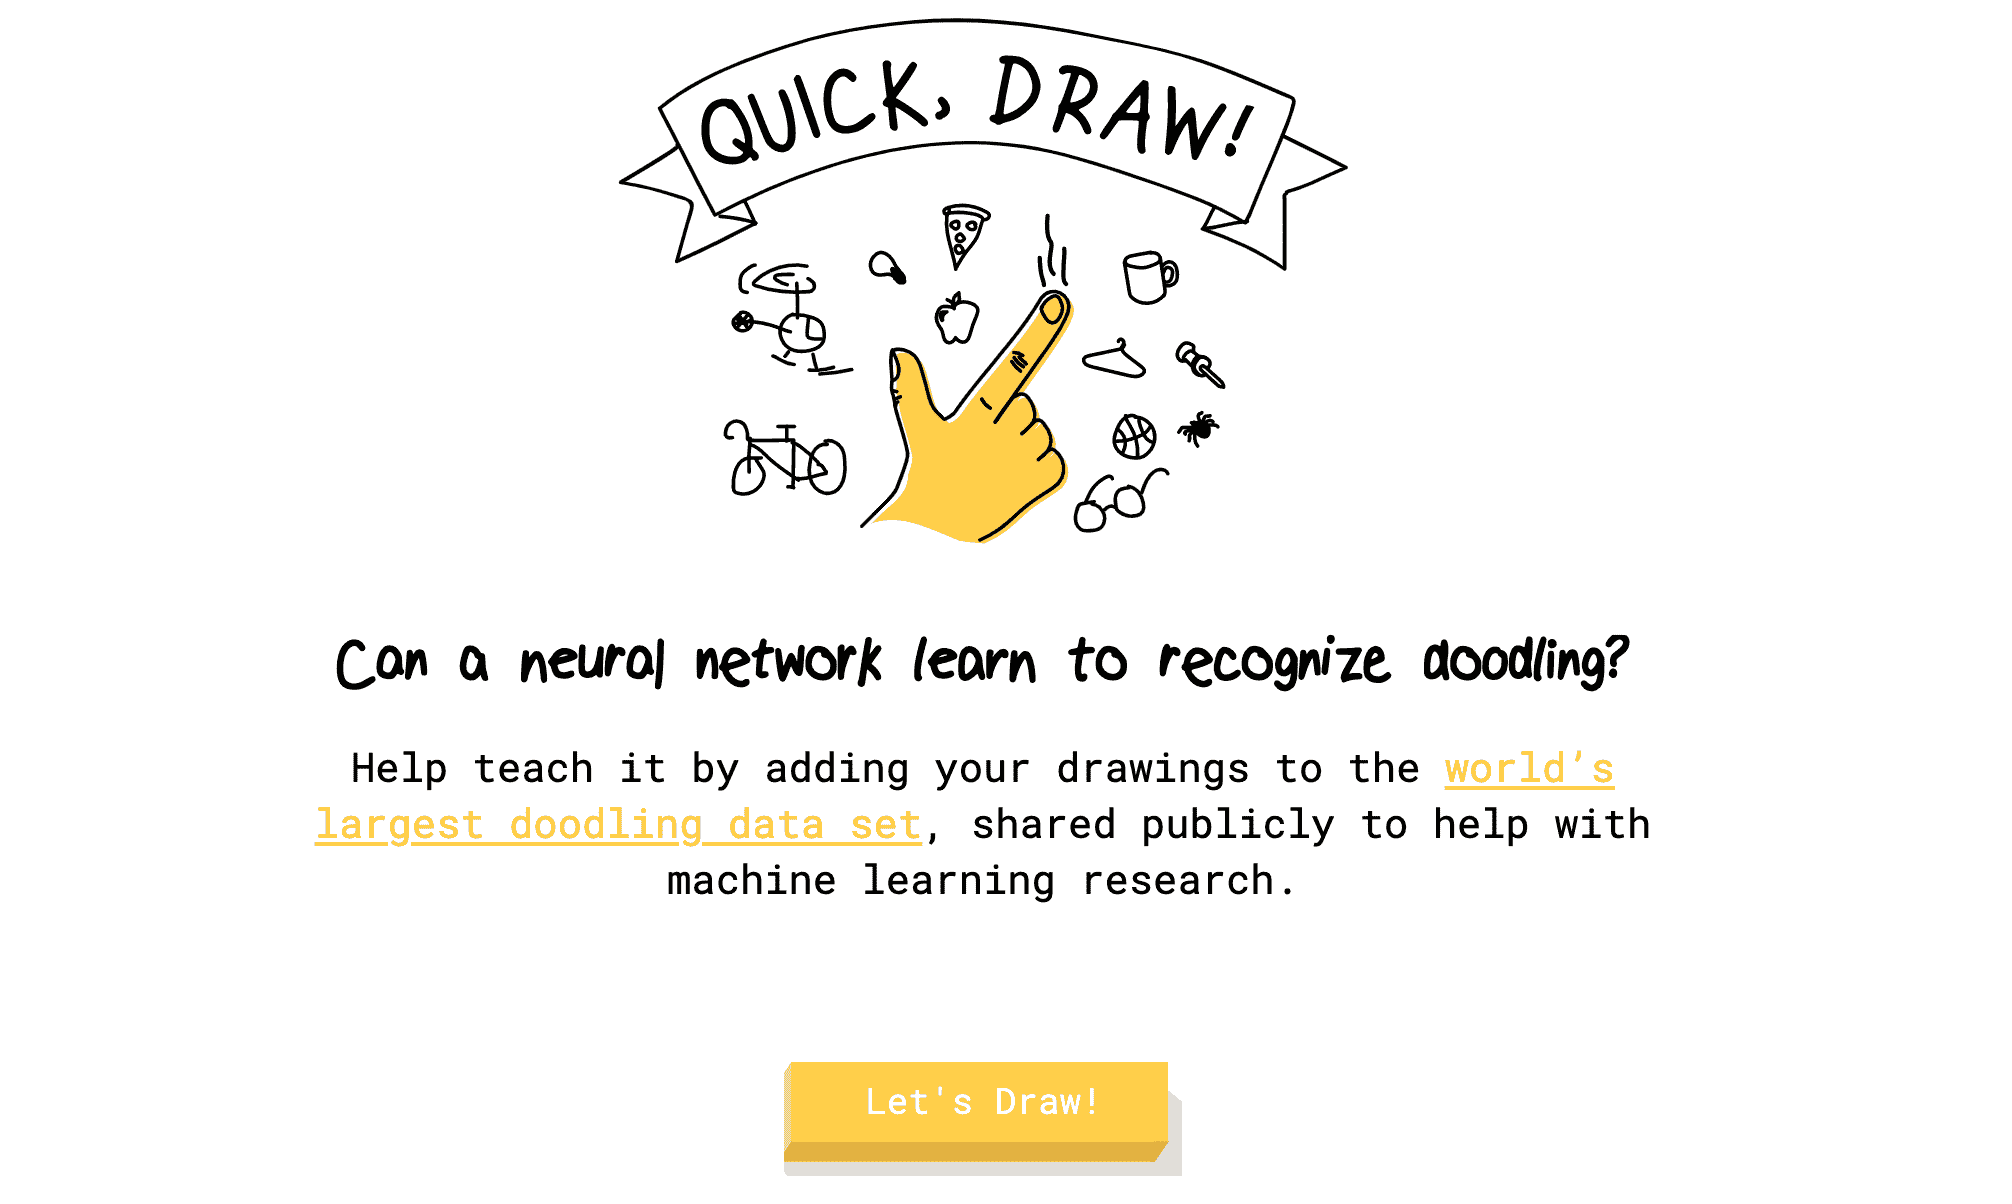 QUICK, DRAW!
Can a neural network learn to recognize doodling?
Help teach it by adding your drawings to the world’s
largest doodling data set, shared publicly to help with
machine learning research.
Let's Draw!